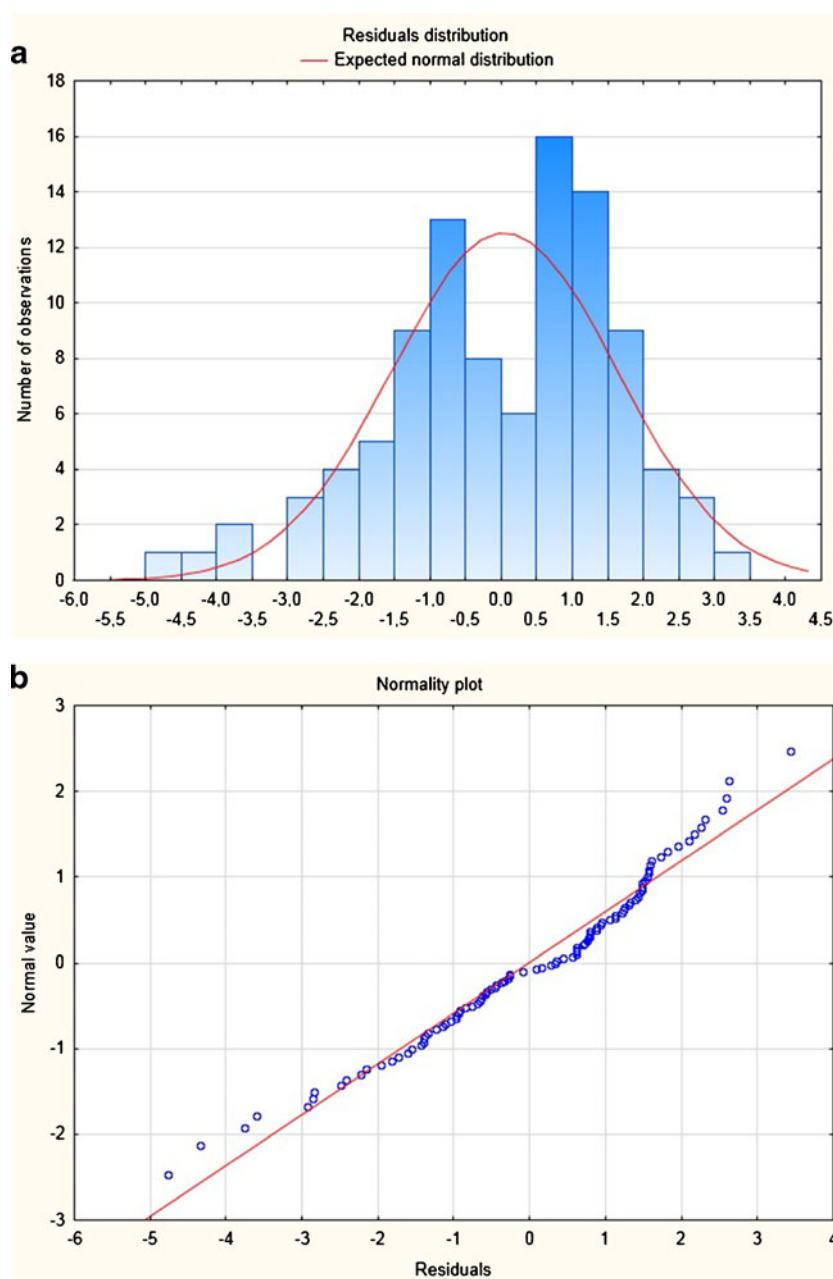 a
Residuals distribution
Expected normal distribution
Number of observations
18
16
14
12
10
8
6
4
2
0
-6.0 -5.0 -4.0 -3.0 -2.0 -1.0 0.0 1.0 2.0 3.0 4.0
-5,5 -4,5 -3,5 -2,5 -1,5 -0,5 0.5 1.5 2.5 3.5 4.5
b
Normality plot
Normal value
3
2
1
0
-1
-2
-3
-6 -5 -4 -3 -2 -1 0 1 2 3 4
Residuals